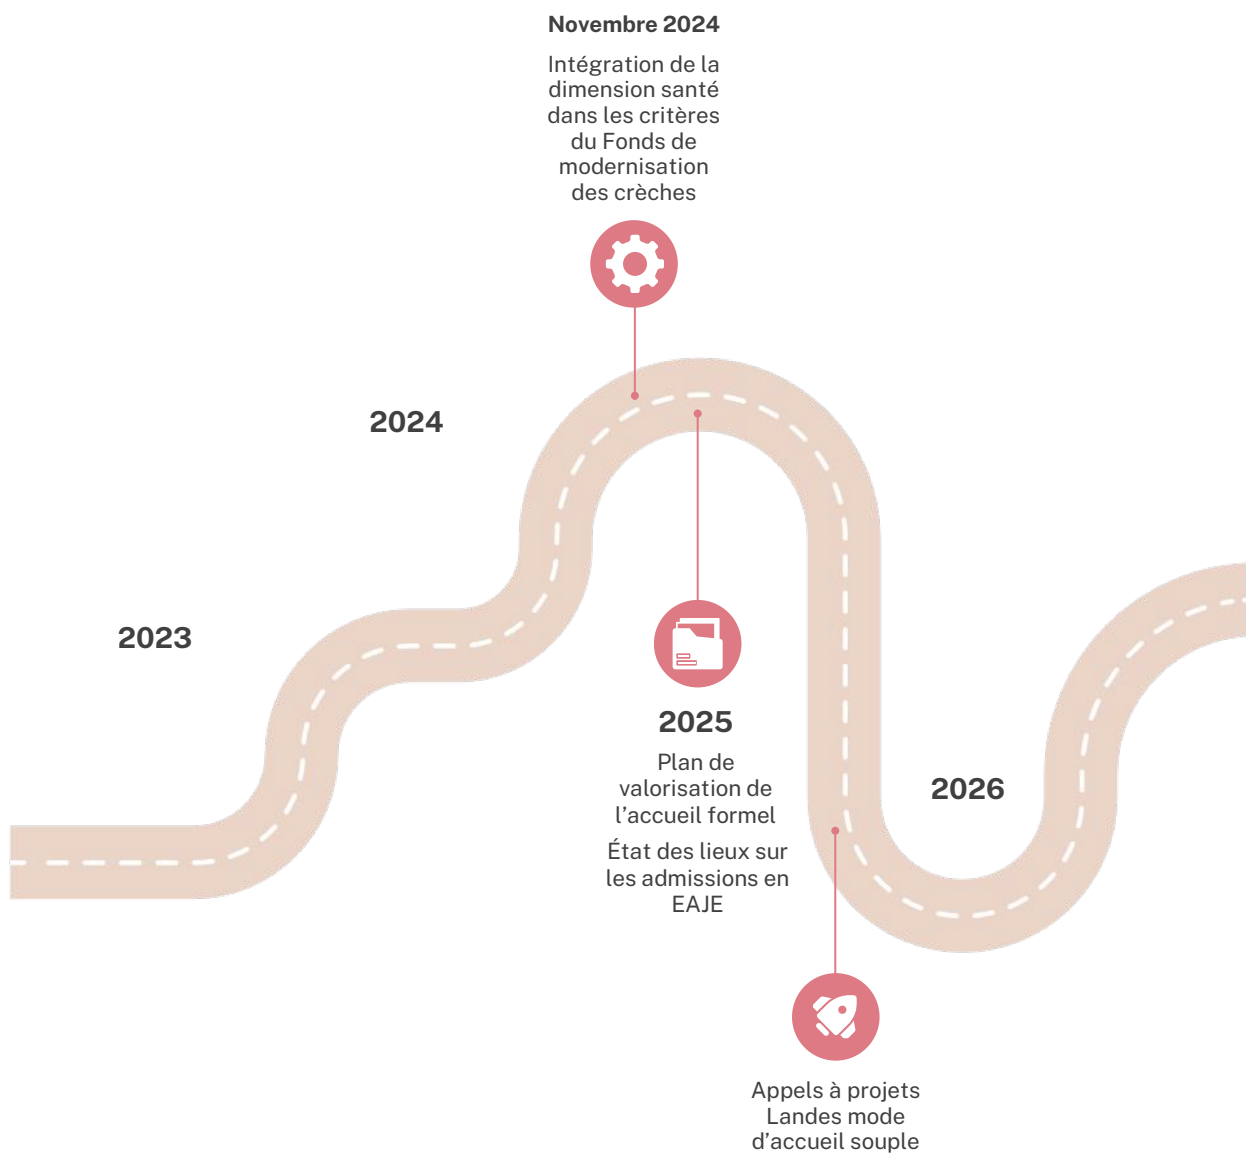 Novembre 2024
Intégration de la
dimension santé
dans les critères
du Fonds de
modernisation
des crèches
2024
2023
2025
Plan de
valorisation de
l’accueil formel
État des lieux sur
les admissions en
EAJE
2026
Appels à projets
Landes mode
d’accueil souple